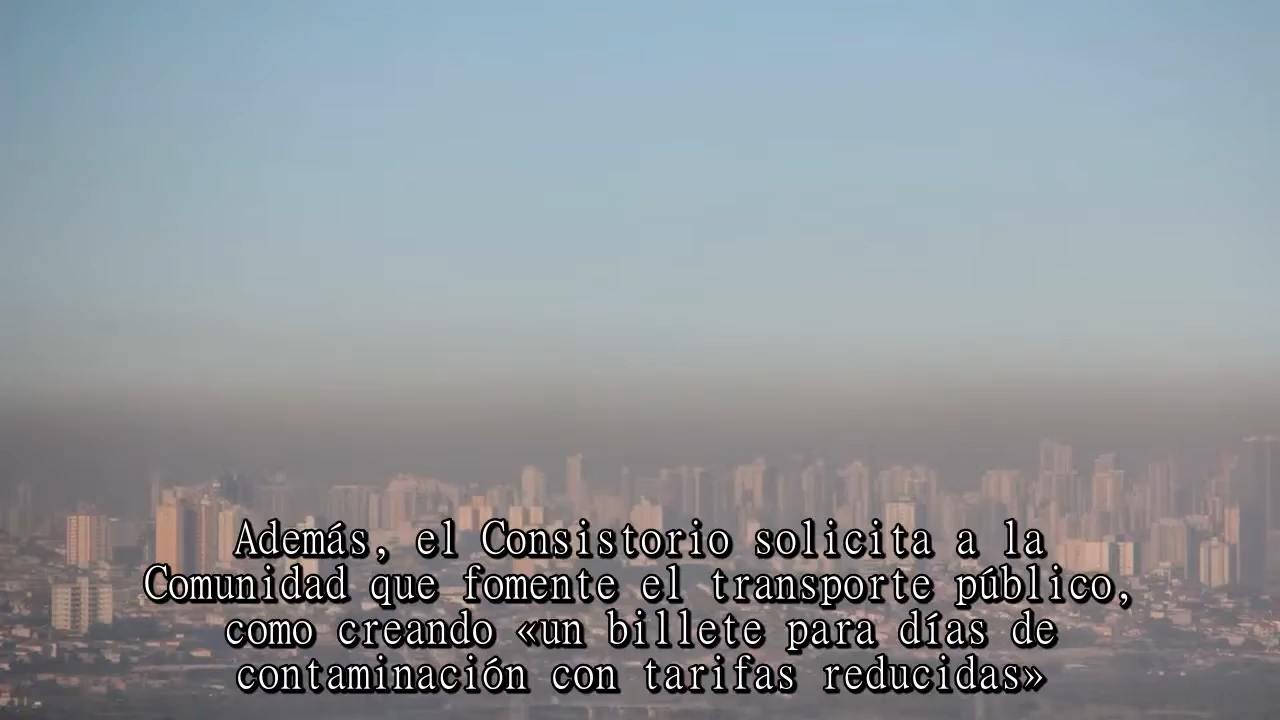 Además, el Consistorio solicita a la
Comunidad que fomente el transporte público,
como creando «un billete para días de
contaminación con tarifas reducidas»